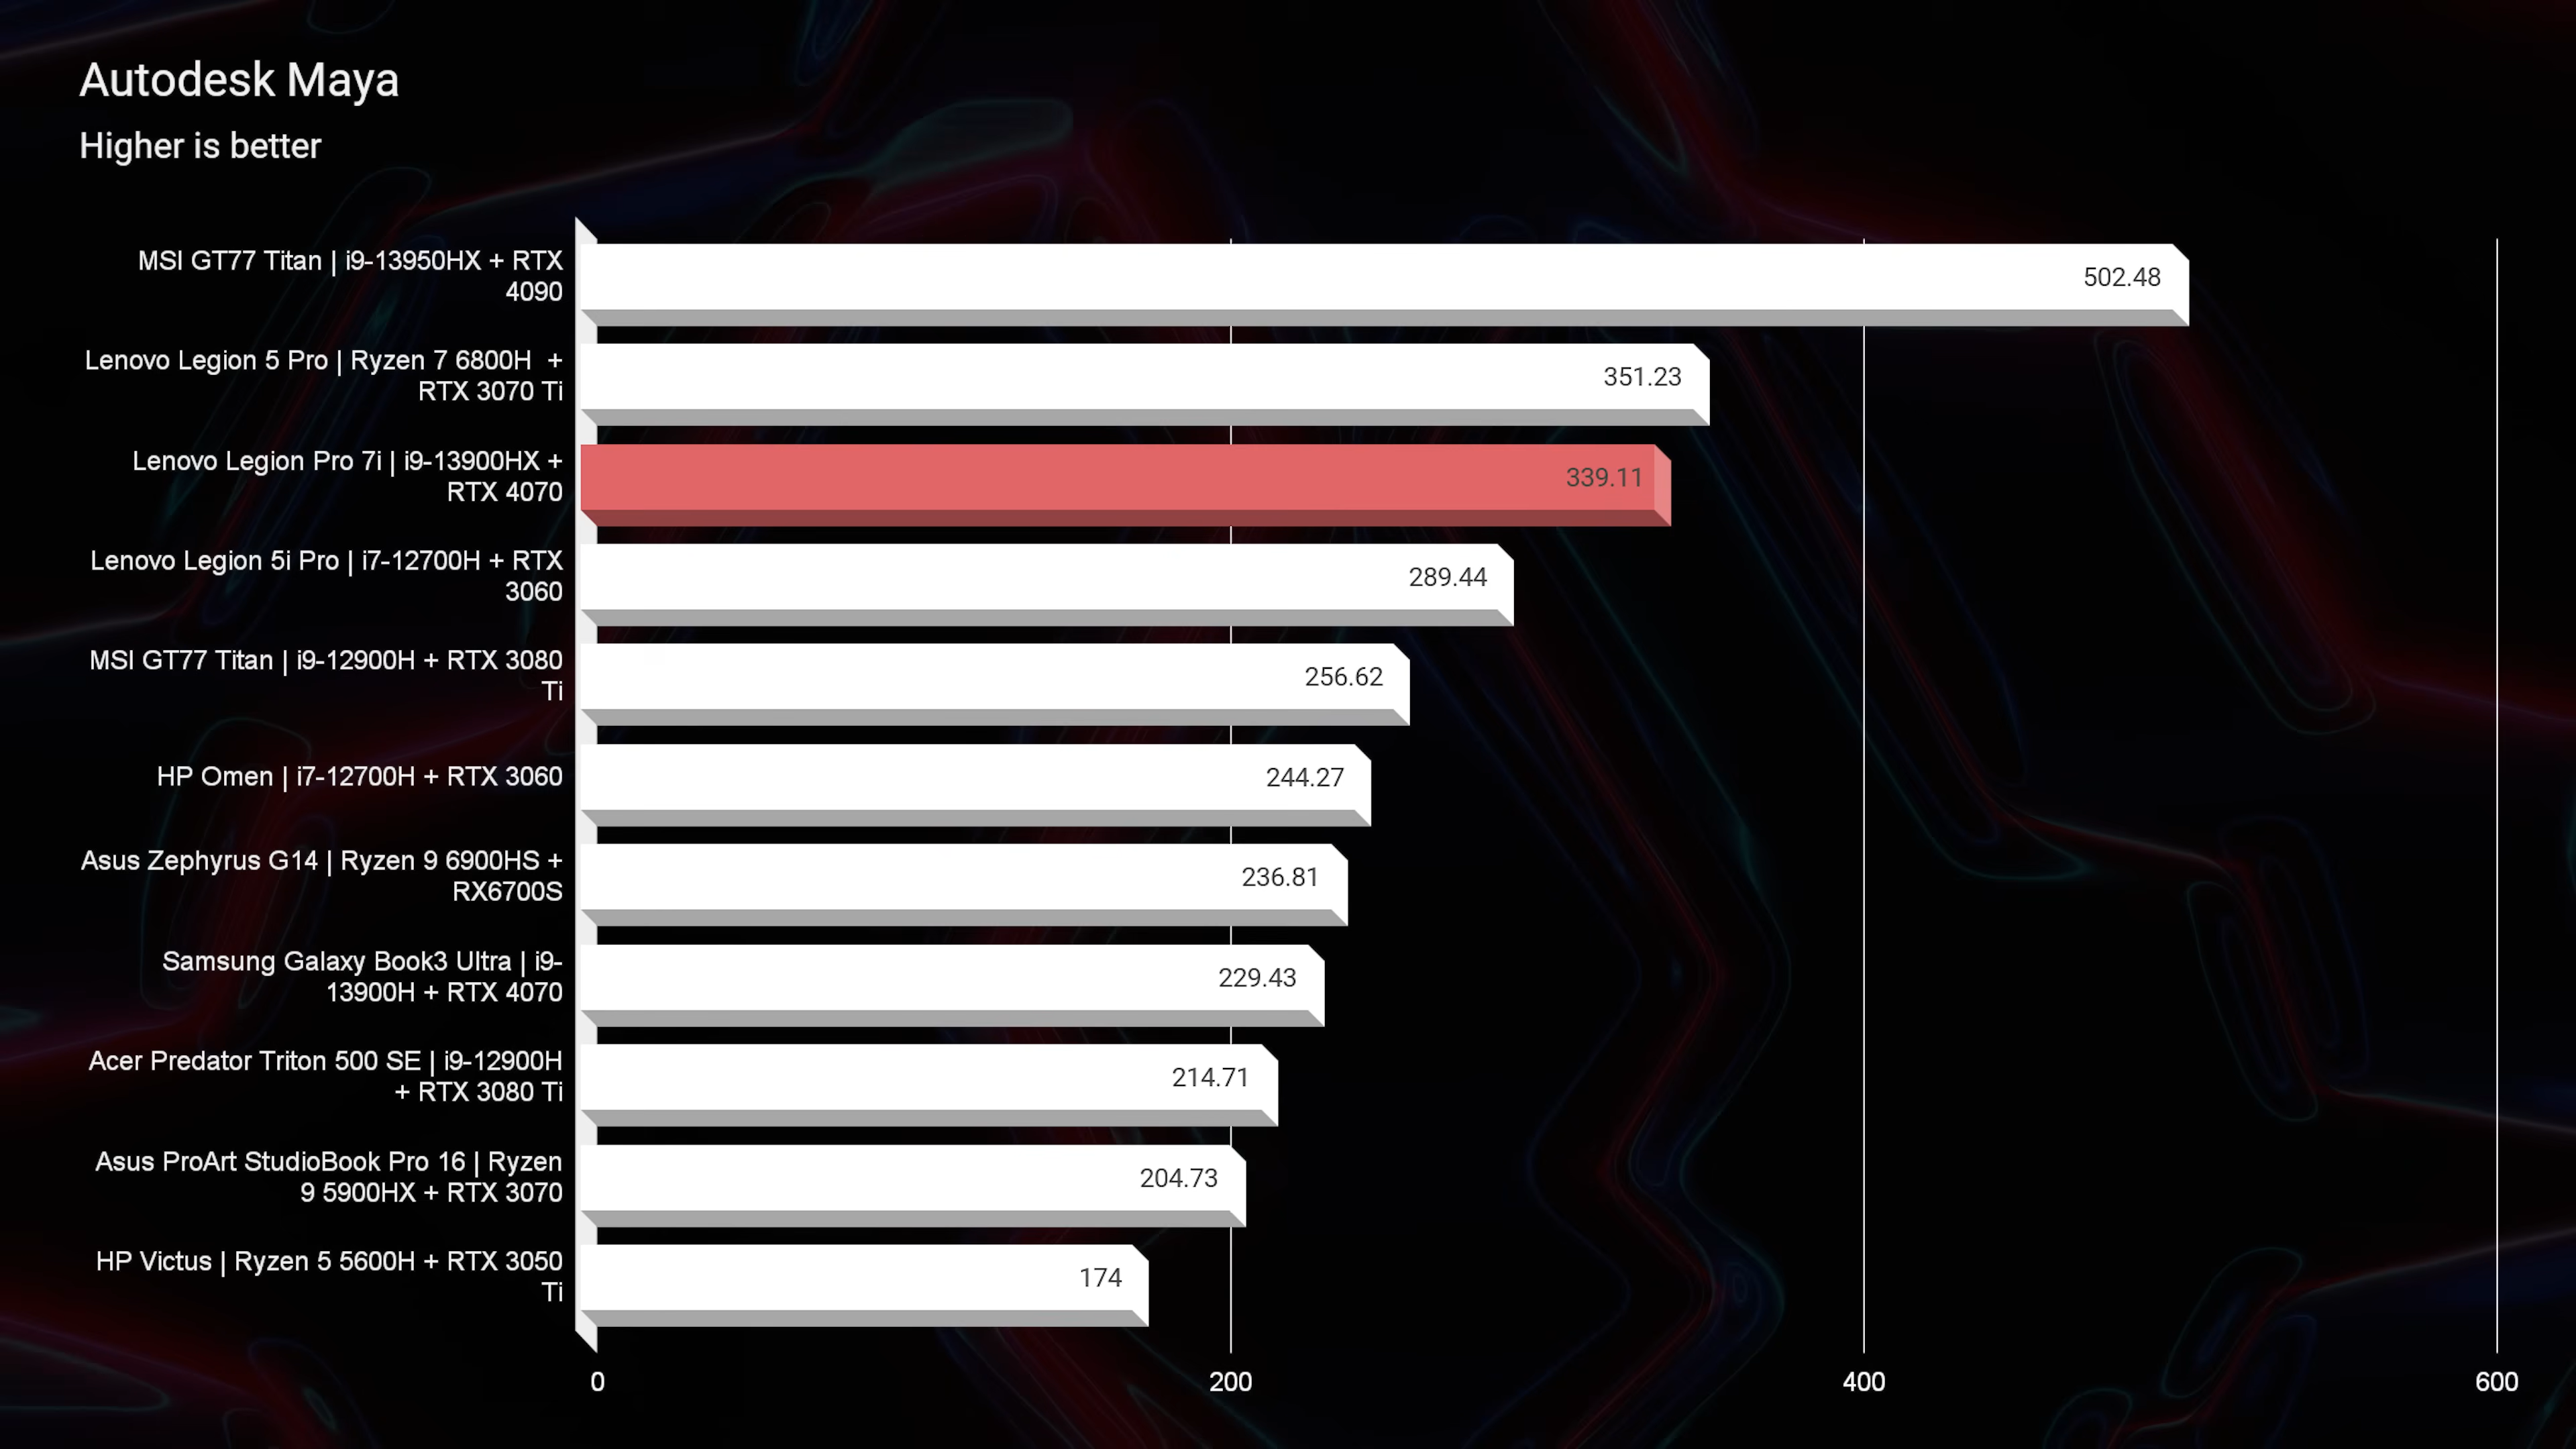 Autodesk Maya
Higher is better
MSI GT77 Titan | i9-13950HX + RTX
4090
502.48
Lenovo Legion 5 Pro | Ryzen 7 6800H  +
RTX 3070 Ti
351.23
Lenovo Legion Pro 7i | i9-13900HX +
RTX 4070
339.11
Lenovo Legion 5i Pro | i7-12700H + RTX
3060
289.44
MSI GT77 Titan | i9-12900H + RTX 3080
Ti
256.62
HP Omen | i7-12700H + RTX 3060
244.27
Asus Zephyrus G14 | Ryzen 9 6900HS +
RX6700S
236.81
Samsung Galaxy Book3 Ultra | i9-
13900H + RTX 4070
229.43
Acer Predator Triton 500 SE | i9-12900H
+ RTX 3080 Ti
214.71
Asus ProArt StudioBook Pro 16 | Ryzen
9 5900HX + RTX 3070
204.73
HP Victus | Ryzen 5 5600H + RTX 3050
Ti
174
0 200 400 600